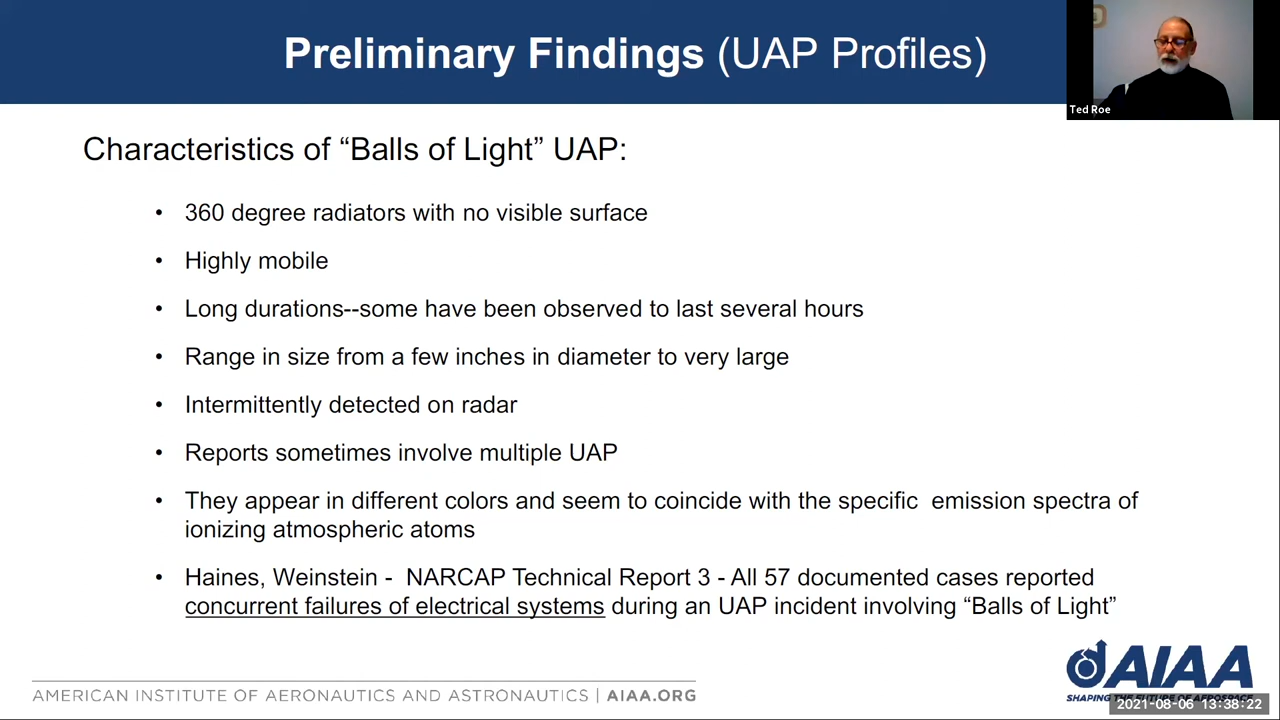 Preliminary Findings (UAP Profiles)
Ted Roe
Characteristics of “Balls of Light” UAP:
• 360 degree radiators with no visible surface
• Highly mobile
• Long durations--some have been observed to last several hours
• Range in size from a few inches in diameter to very large
• Intermittently detected on radar
• Reports sometimes involve multiple UAP
• They appear in different colors and seem to coincide with the specific  emission spectra of
ionizing atmospheric atoms
• Haines, Weinstein -  NARCAP Technical Report 3 - All 57 documented cases reported
concurrent failures of electrical systems during an UAP incident involving “Balls of Light”
AIAA
SHAPING THE FUTURE OF AEROSPACE
AMERICAN INSTITUTE OF AERONAUTICS AND ASTRONAUTICS | AIAA.ORG
2021-08-06 13:38:22